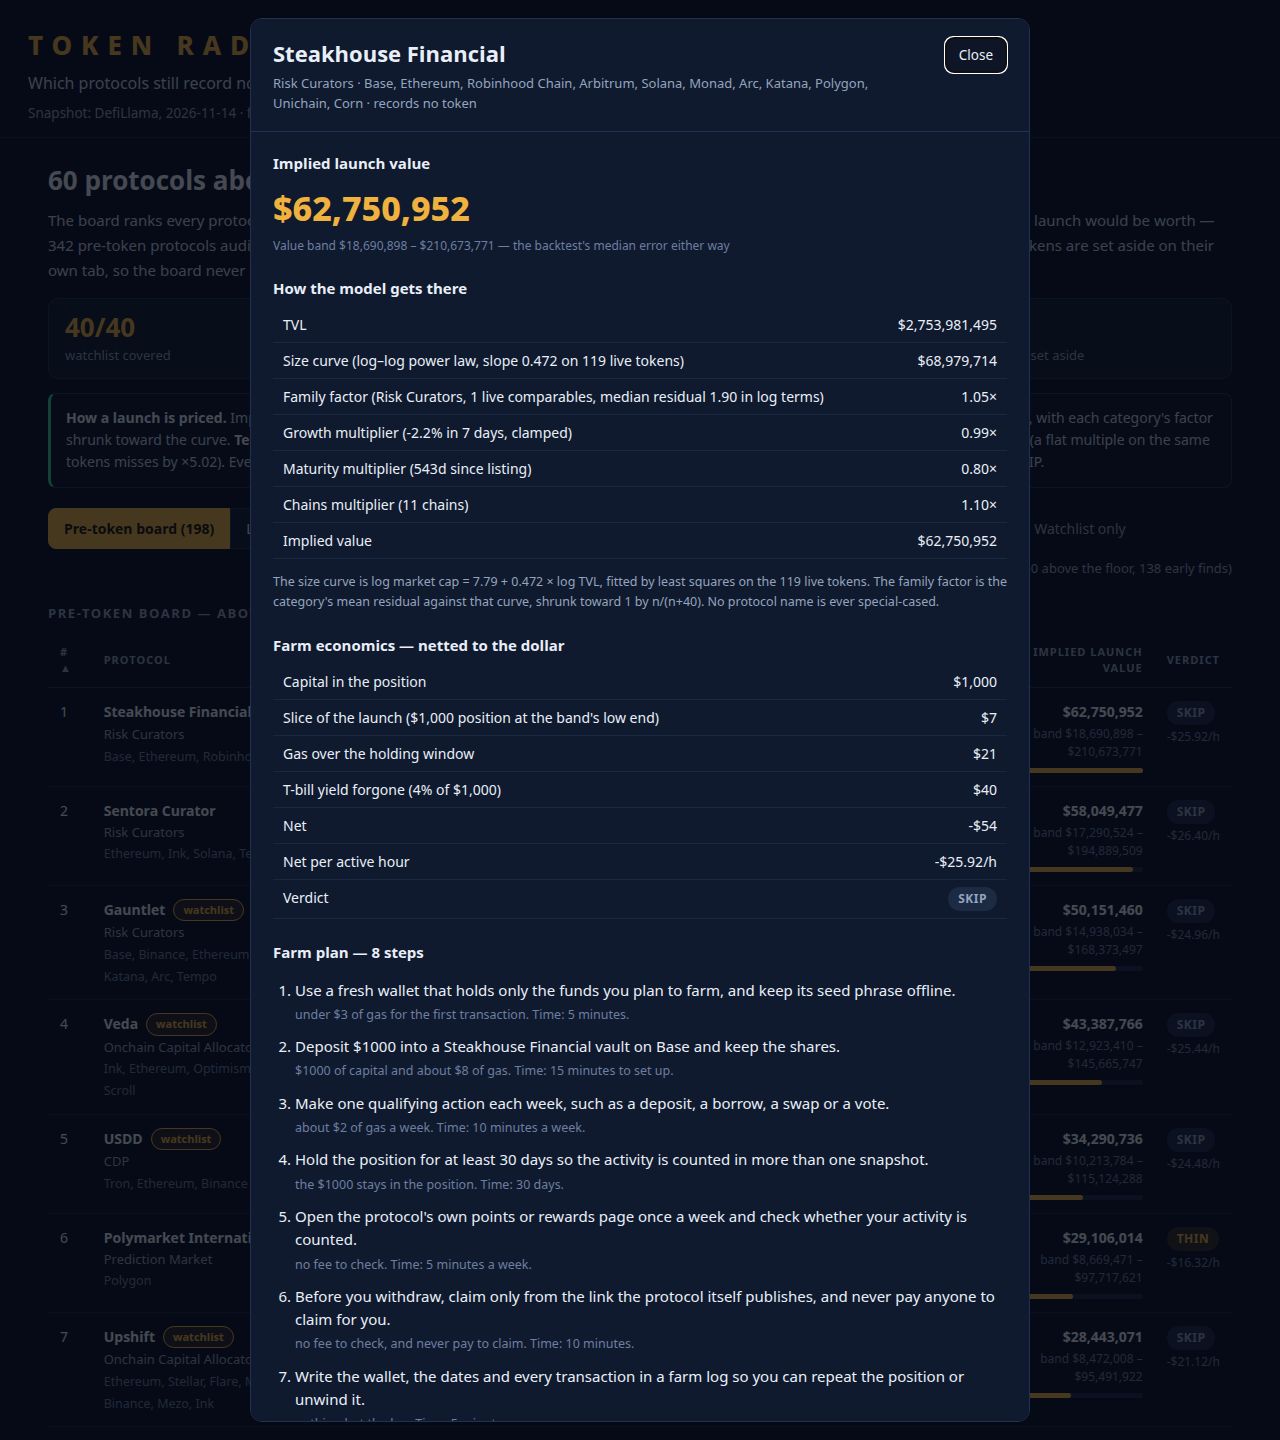 TOKEN RAD
Which protocols still record no
Snapshot: DefiLlama, 2026-11-14 ·
60 protocols abo
The board ranks every protoc
launch would be worth —
342 pre-token protocols audi
kens are set aside on their
own tab, so the board never
40/40
watchlist covered
set aside
How a launch is priced. Imp
, with each category's factor
shrunk toward the curve. Te
(a flat multiple on the same
tokens misses by ×5.02). Eve
IP.
Pre-token board (198)
Watchlist only
0 above the floor, 138 early finds)
PRE-TOKEN BOARD — ABO
# ▲
PROTOCOL
IMPLIED LAUNCH VALUE
VERDICT
1
Steakhouse Financial
Risk Curators
Base, Ethereum, Robinho
$62,750,952
band $18,690,898 –
$210,673,771
SKIP
-$25.92/h
2
Sentora Curator
Risk Curators
Ethereum, Ink, Solana, Te
$58,049,477
band $17,290,524 –
$194,889,509
SKIP
-$26.40/h
3
Gauntlet watchlist
Risk Curators
Base, Binance, Ethereum
Katana, Arc, Tempo
$50,151,460
band $14,938,034 –
$168,373,497
SKIP
-$24.96/h
4
Veda watchlist
Onchain Capital Allocato
Ink, Ethereum, Optimism
Scroll
$43,387,766
band $12,923,410 –
$145,665,747
SKIP
-$25.44/h
5
USDD watchlist
CDP
Tron, Ethereum, Binance
$34,290,736
band $10,213,784 –
$115,124,288
SKIP
-$24.48/h
6
Polymarket Internati
Prediction Market
Polygon
$29,106,014
band $8,669,471 –
$97,717,621
THIN
-$16.32/h
7
Upshift watchlist
Onchain Capital Allocato
Ethereum, Stellar, Flare, M
Binance, Mezo, Ink
$28,443,071
band $8,472,008 –
$95,491,922
SKIP
-$21.12/h
Steakhouse Financial
Close
Risk Curators · Base, Ethereum, Robinhood Chain, Arbitrum, Solana, Monad, Arc, Katana, Polygon,
Unichain, Corn · records no token
Implied launch value
$62,750,952
Value band $18,690,898 – $210,673,771 — the backtest's median error either way
How the model gets there
TVL $2,753,981,495
Size curve (log–log power law, slope 0.472 on 119 live tokens) $68,979,714
Family factor (Risk Curators, 1 live comparables, median residual 1.90 in log terms) 1.05×
Growth multiplier (-2.2% in 7 days, clamped) 0.99×
Maturity multiplier (543d since listing) 0.80×
Chains multiplier (11 chains) 1.10×
Implied value $62,750,952
The size curve is log market cap = 7.79 + 0.472 × log TVL, fitted by least squares on the 119 live tokens. The family factor is the
category's mean residual against that curve, shrunk toward 1 by n/(n+40). No protocol name is ever special-cased.
Farm economics — netted to the dollar
Capital in the position $1,000
Slice of the launch ($1,000 position at the band's low end) $7
Gas over the holding window $21
T-bill yield forgone (4% of $1,000) $40
Net -$54
Net per active hour -$25.92/h
Verdict SKIP
Farm plan — 8 steps
1. Use a fresh wallet that holds only the funds you plan to farm, and keep its seed phrase offline.
under $3 of gas for the first transaction. Time: 5 minutes.
2. Deposit $1000 into a Steakhouse Financial vault on Base and keep the shares.
$1000 of capital and about $8 of gas. Time: 15 minutes to set up.
3. Make one qualifying action each week, such as a deposit, a borrow, a swap or a vote.
about $2 of gas a week. Time: 10 minutes a week.
4. Hold the position for at least 30 days so the activity is counted in more than one snapshot.
the $1000 stays in the position. Time: 30 days.
5. Open the protocol's own points or rewards page once a week and check whether your activity is
counted.
no fee to check. Time: 5 minutes a week.
6. Before you withdraw, claim only from the link the protocol itself publishes, and never pay anyone to
claim for you.
no fee to check, and never pay to claim. Time: 10 minutes.
7. Write the wallet, the dates and every transaction in a farm log so you can repeat the position or
unwind it.